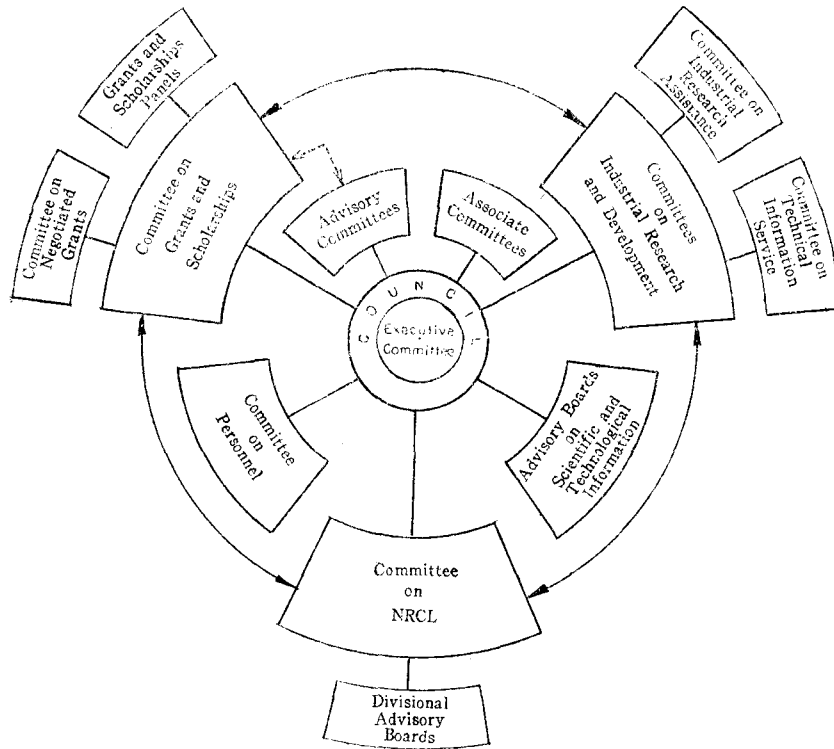 Grants and
Scholarships
Panels
Committee on
Negotiated
Grants
Committee on
Grants and
Scholarships
Advisory
Committees
Associate
Committees
Committees
on
Industrial Research
and Development
Committee on
Industrial
Research
Assistance
Committee on
Technical
Information
Service
COUNCIL
Executive
Committee
Committee
on
Personnel
Advisory Boards
on
Scientific and
Technological
Information
Committee
on
NRCL
Divisional
Advisory
Boards